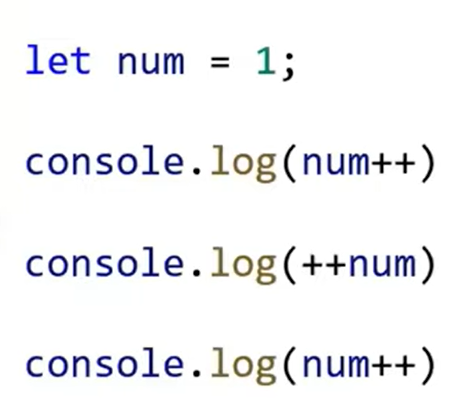 let num = 1;
console.log(num++)
console.log(++num)
console.log(num++)